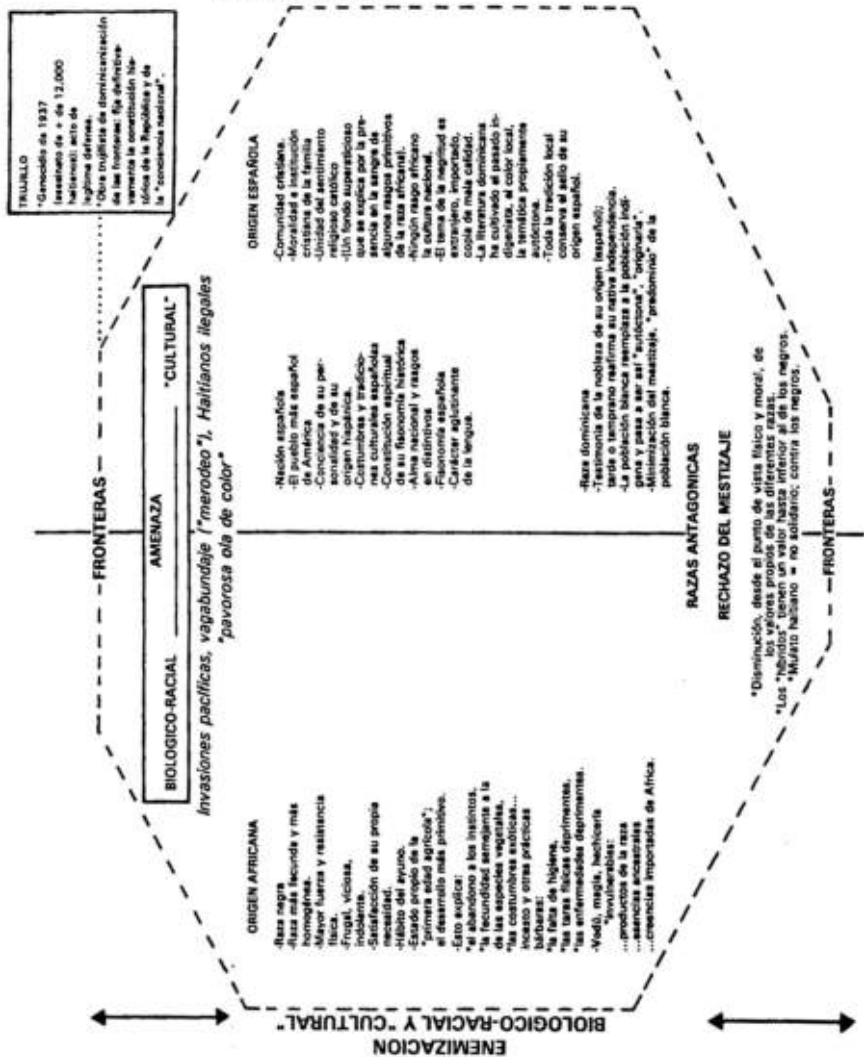 TRUJILLO
*Genocidio de 1937
(asesinato de + de 12,000
haitianos): acto de
legítima defensa.
*Obra trujillista de dominicanización
de las fronteras: fija definitiva-
vamente la constitución his-
tórica de la República y de
la "conciencia nacional".
FRONTERAS
AMENAZA
BIOLOGICO-RACIAL "CULTURAL"
Invasiones pacíficas, vagabundaje ("merodeo"), Haitianos ilegales
"pavorosa ola de color"
ENEMIZACION
BIOLOGICO-RACIAL Y "CULTURAL"
ORIGEN AFRICANA
-Raza negra
-Raza más fecunda y más
homogénea.
-Mayor fuerza y resistencia
física.
-Frugal, viciosa,
indolente.
-Satisfacción de su propia
necesidad.
-Hábito del ayuno.
-Estado propio de la
"primera edad agrícola";
el desarrollo más primitivo.
-Esto explica:
*el abandono a los instintos.
*la fecundidad semejante a la
de las especies vegetales,
*las costumbres exóticas...
incesto y otras prácticas
bárbaras:
*la falta de higiene,
*las taras físicas deprimentes.
*las enfermedades deprimentes.
-Vodú, magia, hechicería
"invulnerables:
...productos de la raza
...esencias ancestrales
...creencias importadas de Africa.
ORIGEN ESPAÑOLA
-Nación española
-El pueblo más español
de América
-Conciencia de su per-
sonalidad y de su
origen hispánica.
-Costumbres y tradicio-
nes culturales españolas
-Constitución espiritual
de su fisonomía histórica
-Alma nacional y rasgos
en distintivos
-Fisonomía española
-Carácter aglutinante
de la lengua.
-Comunidad cristiana.
-Moralidad e institución
cristiana de la familia
-Unidad del sentimiento
religioso católico
-(Un fondo supersticioso
que se explica por la pre-
sencia en la sangre de
algunos rasgos primitivos
de la raza africana).
-Ningún rasgo africano
la cultura nacional.
-El tema de la negritud es
extranjero, importado,
copia de mala calidad.
-La literatura dominicana
ha cultivado el pasado in-
digenista, el color local,
la temática propiamente
autóctona.
-Toda la tradición local
conserva el sello de su
origen español.
-Raza dominicana
-Testimonia de la nobleza de su origen (español);
tarde o temprano reafirma su nativa independencia.
-La población blanca reemplaza a la población indí-
gena y pasa a ser así "autóctona", "originaria".
-Minimización del mestizaje, "predominio" de la
población blanca.
RAZAS ANTAGONICAS
RECHAZO DEL MESTIZAJE
*Disminución, desde el punto de vista físico y moral, de
los valores propios de las diferentes razas.
*Los "híbridos" tienen un valor hasta inferior al de los negros.
*Mulato haitiano = no solidario; contra los negros.
FRONTERAS